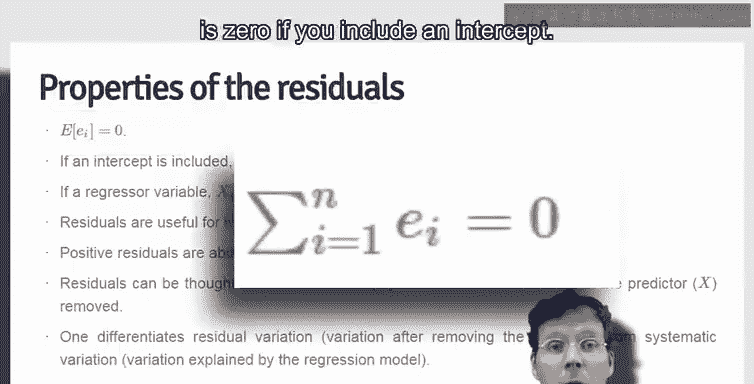 is zero if you include an intercept.
Properties of the residuals
· E[e_i] = 0.
· If an intercept is included,
· If a regressor variable, X
· Residuals are useful for
· Positive residuals are
∑_{i=1}^{n} e_i = 0
· Residuals can be though predictor (X)
removed.
· One differentiates residual variation (variation after removing the systematic
variation (variation explained by the regression model).